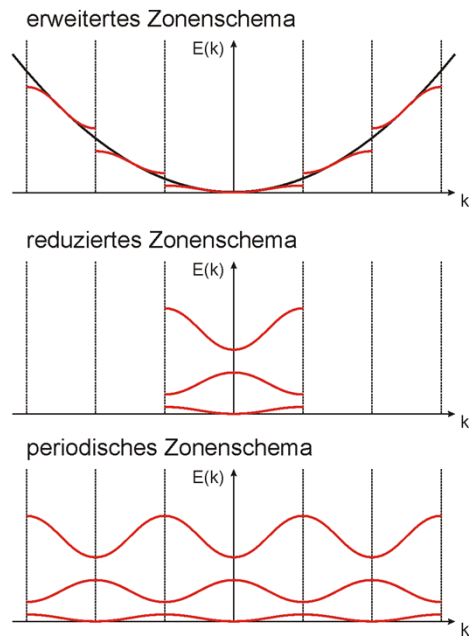 erweitertes Zonenschema
E(k)
k
reduziertes Zonenschema
E(k)
k
periodisches Zonenschema
E(k)
k